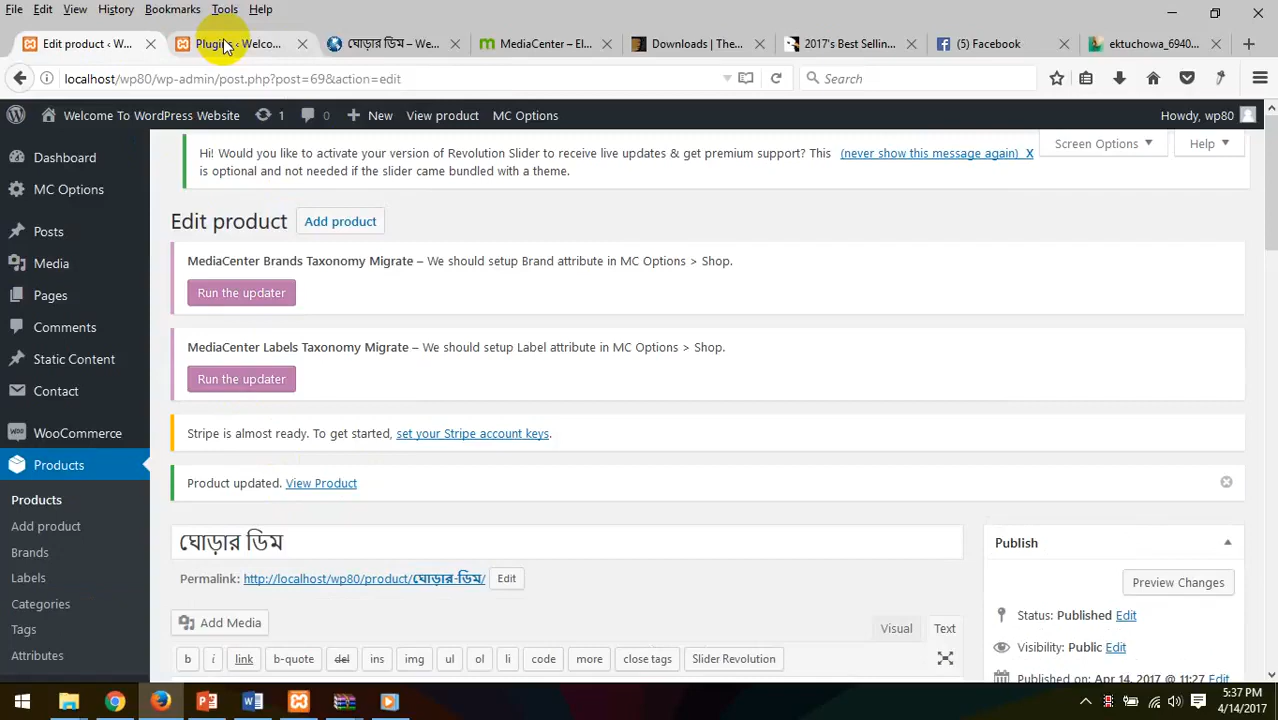 File Edit View History Bookmarks Tools Help
Edit product ‹ W... Plugins ‹ Welco... ঘোড়ার ডিম – We... MediaCenter – El... Downloads | The... 2017's Best Sellin... (5) Facebook ektuchowa_6940...
localhost/wp80/wp-admin/post.php?post=69&action=edit Search
Welcome To WordPress Website 1 0 New View product MC Options Howdy, wp80
Dashboard
MC Options
Posts
Media
Pages
Comments
Static Content
Contact
WooCommerce
Products
Products
Add product
Brands
Labels
Categories
Tags
Attributes
Hi! Would you like to activate your version of Revolution Slider to receive live updates & get premium support? This (never show this message again) X
is optional and not needed if the slider came bundled with a theme.
Screen Options Help
Edit product Add product
MediaCenter Brands Taxonomy Migrate – We should setup Brand attribute in MC Options > Shop.
Run the updater
MediaCenter Labels Taxonomy Migrate – We should setup Label attribute in MC Options > Shop.
Run the updater
Stripe is almost ready. To get started, set your Stripe account keys.
Product updated. View Product
ঘোড়ার ডিম
Permalink: http://localhost/wp80/product/ঘোড়ার-ডিম/ Edit
Add Media
Visual Text
b i link b-quote del ins img ul ol li code more close tags Slider Revolution
Publish
Preview Changes
Status: Published Edit
Visibility: Public Edit
Published on: Apr 14, 2017 @ 11:27 Edit
5:37 PM
4/14/2017